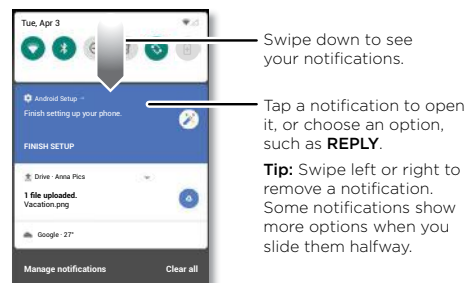 Tue, Apr 3
Swipe down to see
your notifications.
Android Setup
Finish setting up your phone.
FINISH SETUP
Tap a notification to open
it, or choose an option,
such as REPLY.
Tip: Swipe left or right to
remove a notification.
Some notifications show
more options when you
slide them halfway.
Drive · Anna Pics
1 file uploaded.
Vacation.png
Google · 27°
Manage notifications Clear all